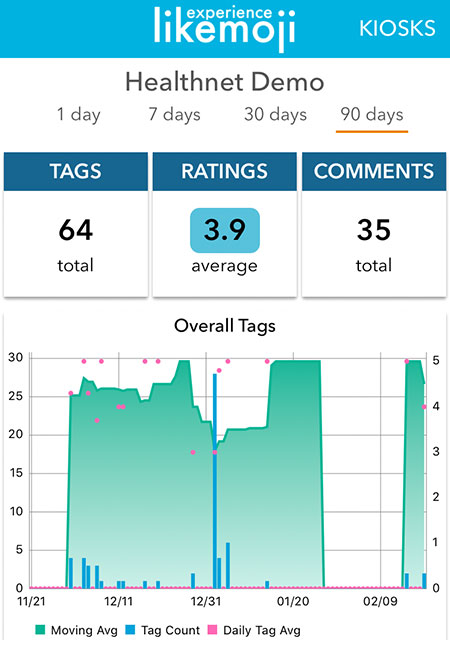 experience
likemoji
KIOSKS
Healthnet Demo
1 day 7 days 30 days 90 days
TAGS RATINGS COMMENTS
64 3.9 35
total average total
Overall Tags
30 5
25
4
20
3
15
2
10
5 1
0 0
11/21 12/11 12/31 01/20 02/09
Moving Avg Tag Count Daily Tag Avg